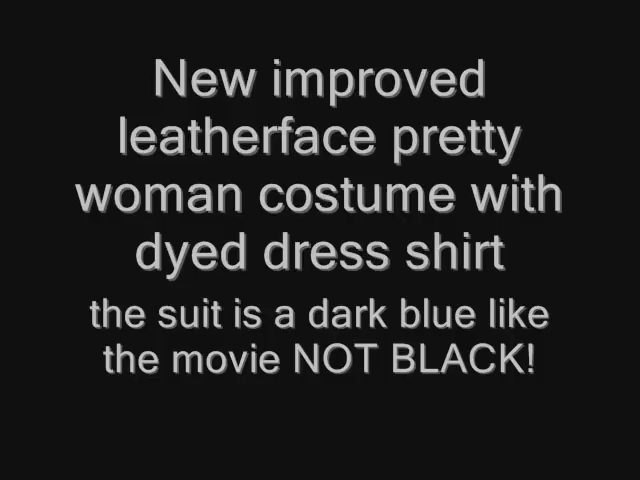 New improved
leatherface pretty
woman costume with
dyed dress shirt
the suit is a dark blue like
the movie NOT BLACK!